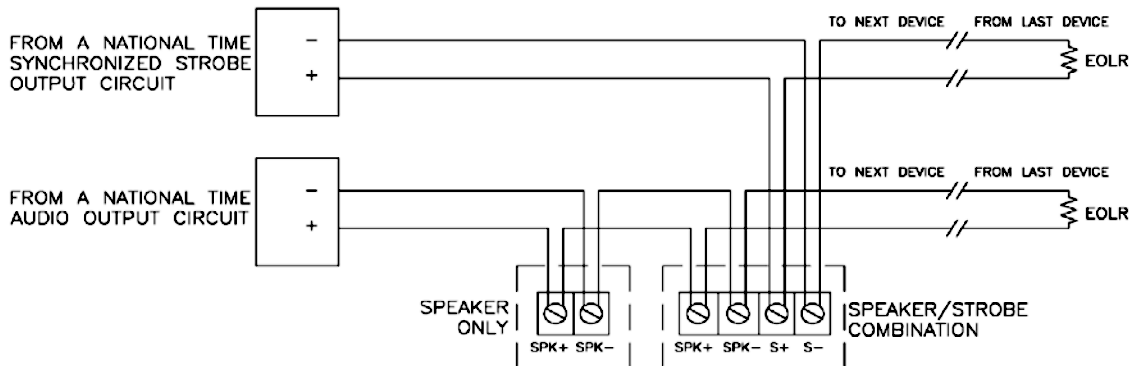 TO NEXT DEVICE
FROM LAST DEVICE
FROM A NATIONAL TIME
SYNCHRONIZED STROBE
OUTPUT CIRCUIT
−
+
EOLR
TO NEXT DEVICE
FROM LAST DEVICE
FROM A NATIONAL TIME
AUDIO OUTPUT CIRCUIT
−
+
EOLR
SPEAKER
ONLY
SPK+ SPK−
SPK+ SPK− S+ S−
SPEAKER/STROBE
COMBINATION